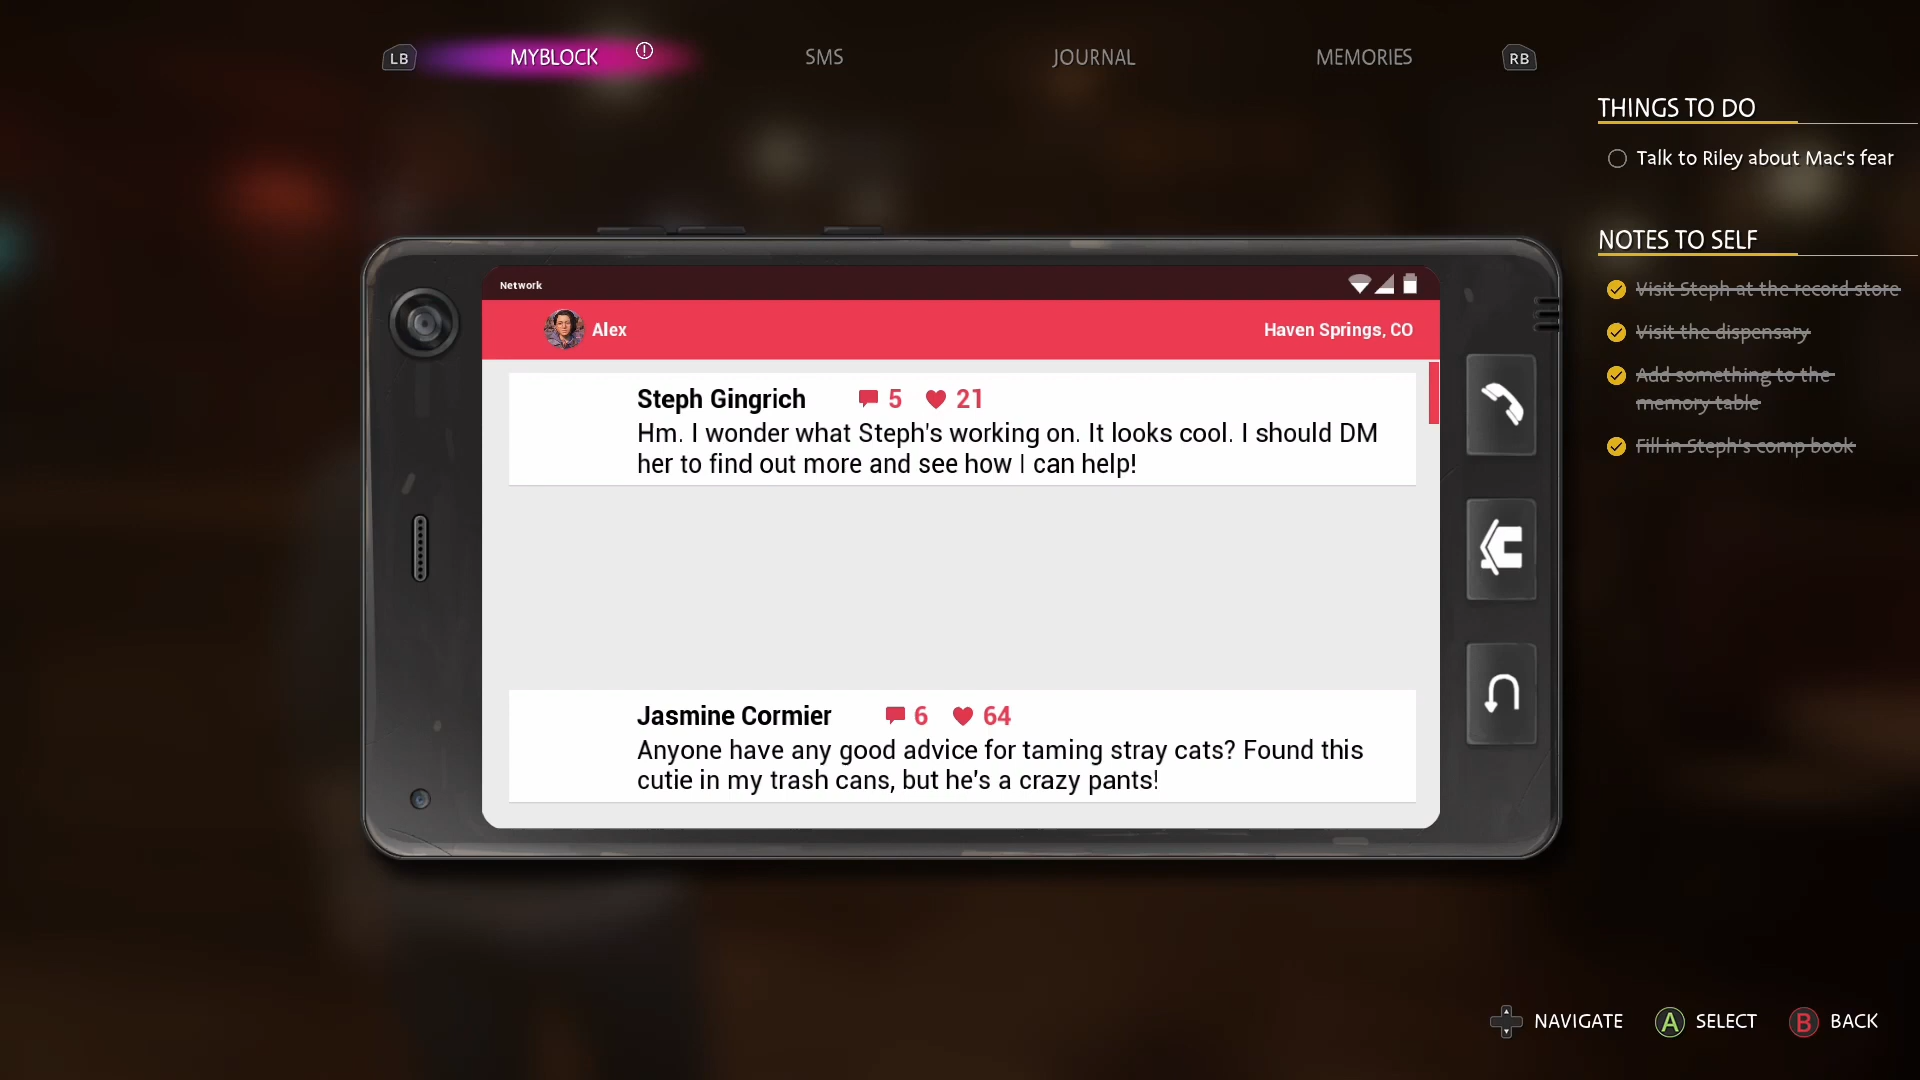 LB
MYBLOCK
SMS
JOURNAL
MEMORIES
RB
THINGS TO DO
Talk to Riley about Mac's fear
NOTES TO SELF
Visit Steph at the record store
Visit the dispensary
Add something to the
memory table
Fill in Steph's comp book
Network
Alex
Haven Springs, CO
Steph Gingrich 5 21
Hm. I wonder what Steph's working on. It looks cool. I should DM
her to find out more and see how I can help!
Jasmine Cormier 6 64
Anyone have any good advice for taming stray cats? Found this
cutie in my trash cans, but he's a crazy pants!
NAVIGATE
A SELECT
B BACK